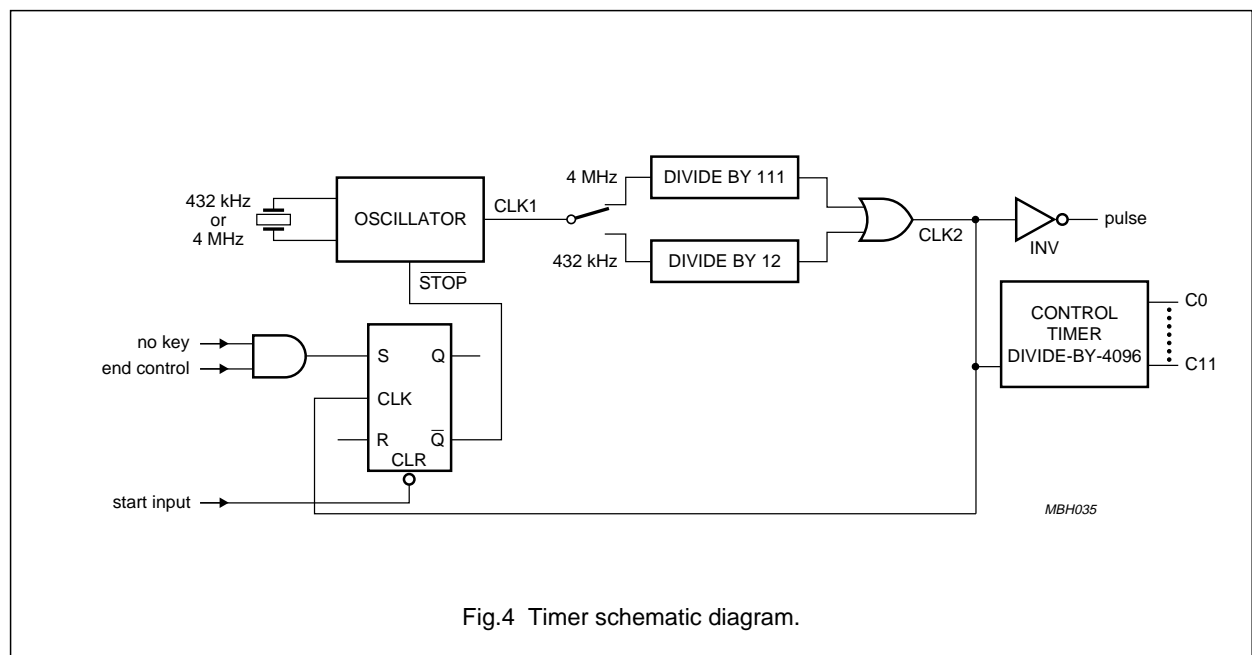 432 kHz
or
4 MHz
OSCILLATOR
CLK1
STOP
4 MHz
DIVIDE BY 111
432 kHz
DIVIDE BY 12
CLK2
INV
pulse
CONTROL
TIMER
DIVIDE-BY-4096
C0
C11
no key
end control
S
Q
CLK
R
Q
CLR
start input
MBH035
Fig.4 Timer schematic diagram.